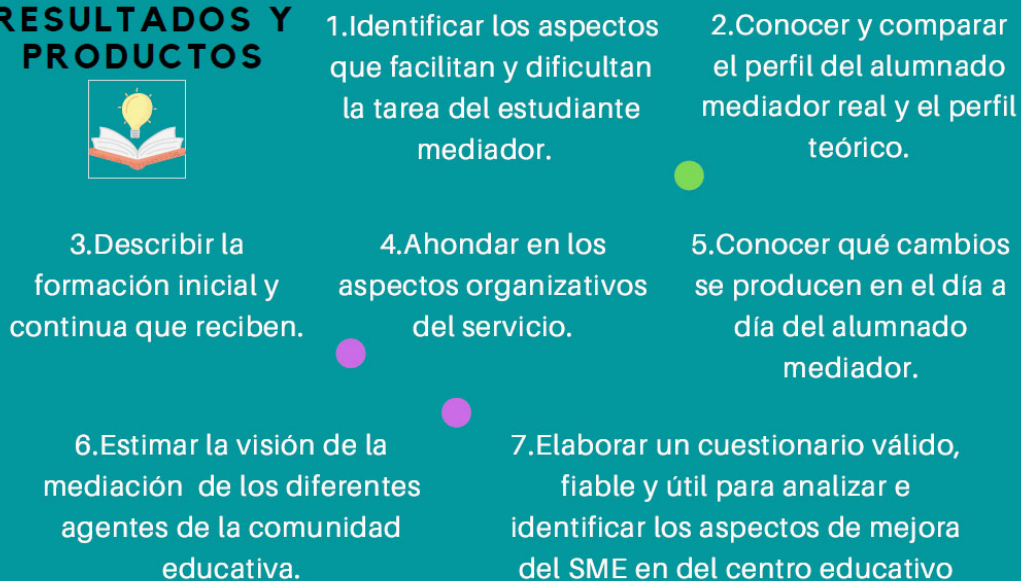 RESULTADOS Y
PRODUCTOS
1.Identificar los aspectos
que facilitan y dificultan
la tarea del estudiante
mediador.
2.Conocer y comparar
el perfil del alumnado
mediador real y el perfil
teórico.
3.Describir la
formación inicial y
continua que reciben.
4.Ahondar en los
aspectos organizativos
del servicio.
5.Conocer qué cambios
se producen en el día a
día del alumnado
mediador.
6.Estimar la visión de la
mediación de los diferentes
agentes de la comunidad
educativa.
7.Elaborar un cuestionario válido,
fiable y útil para analizar e
identificar los aspectos de mejora
del SME en del centro educativo